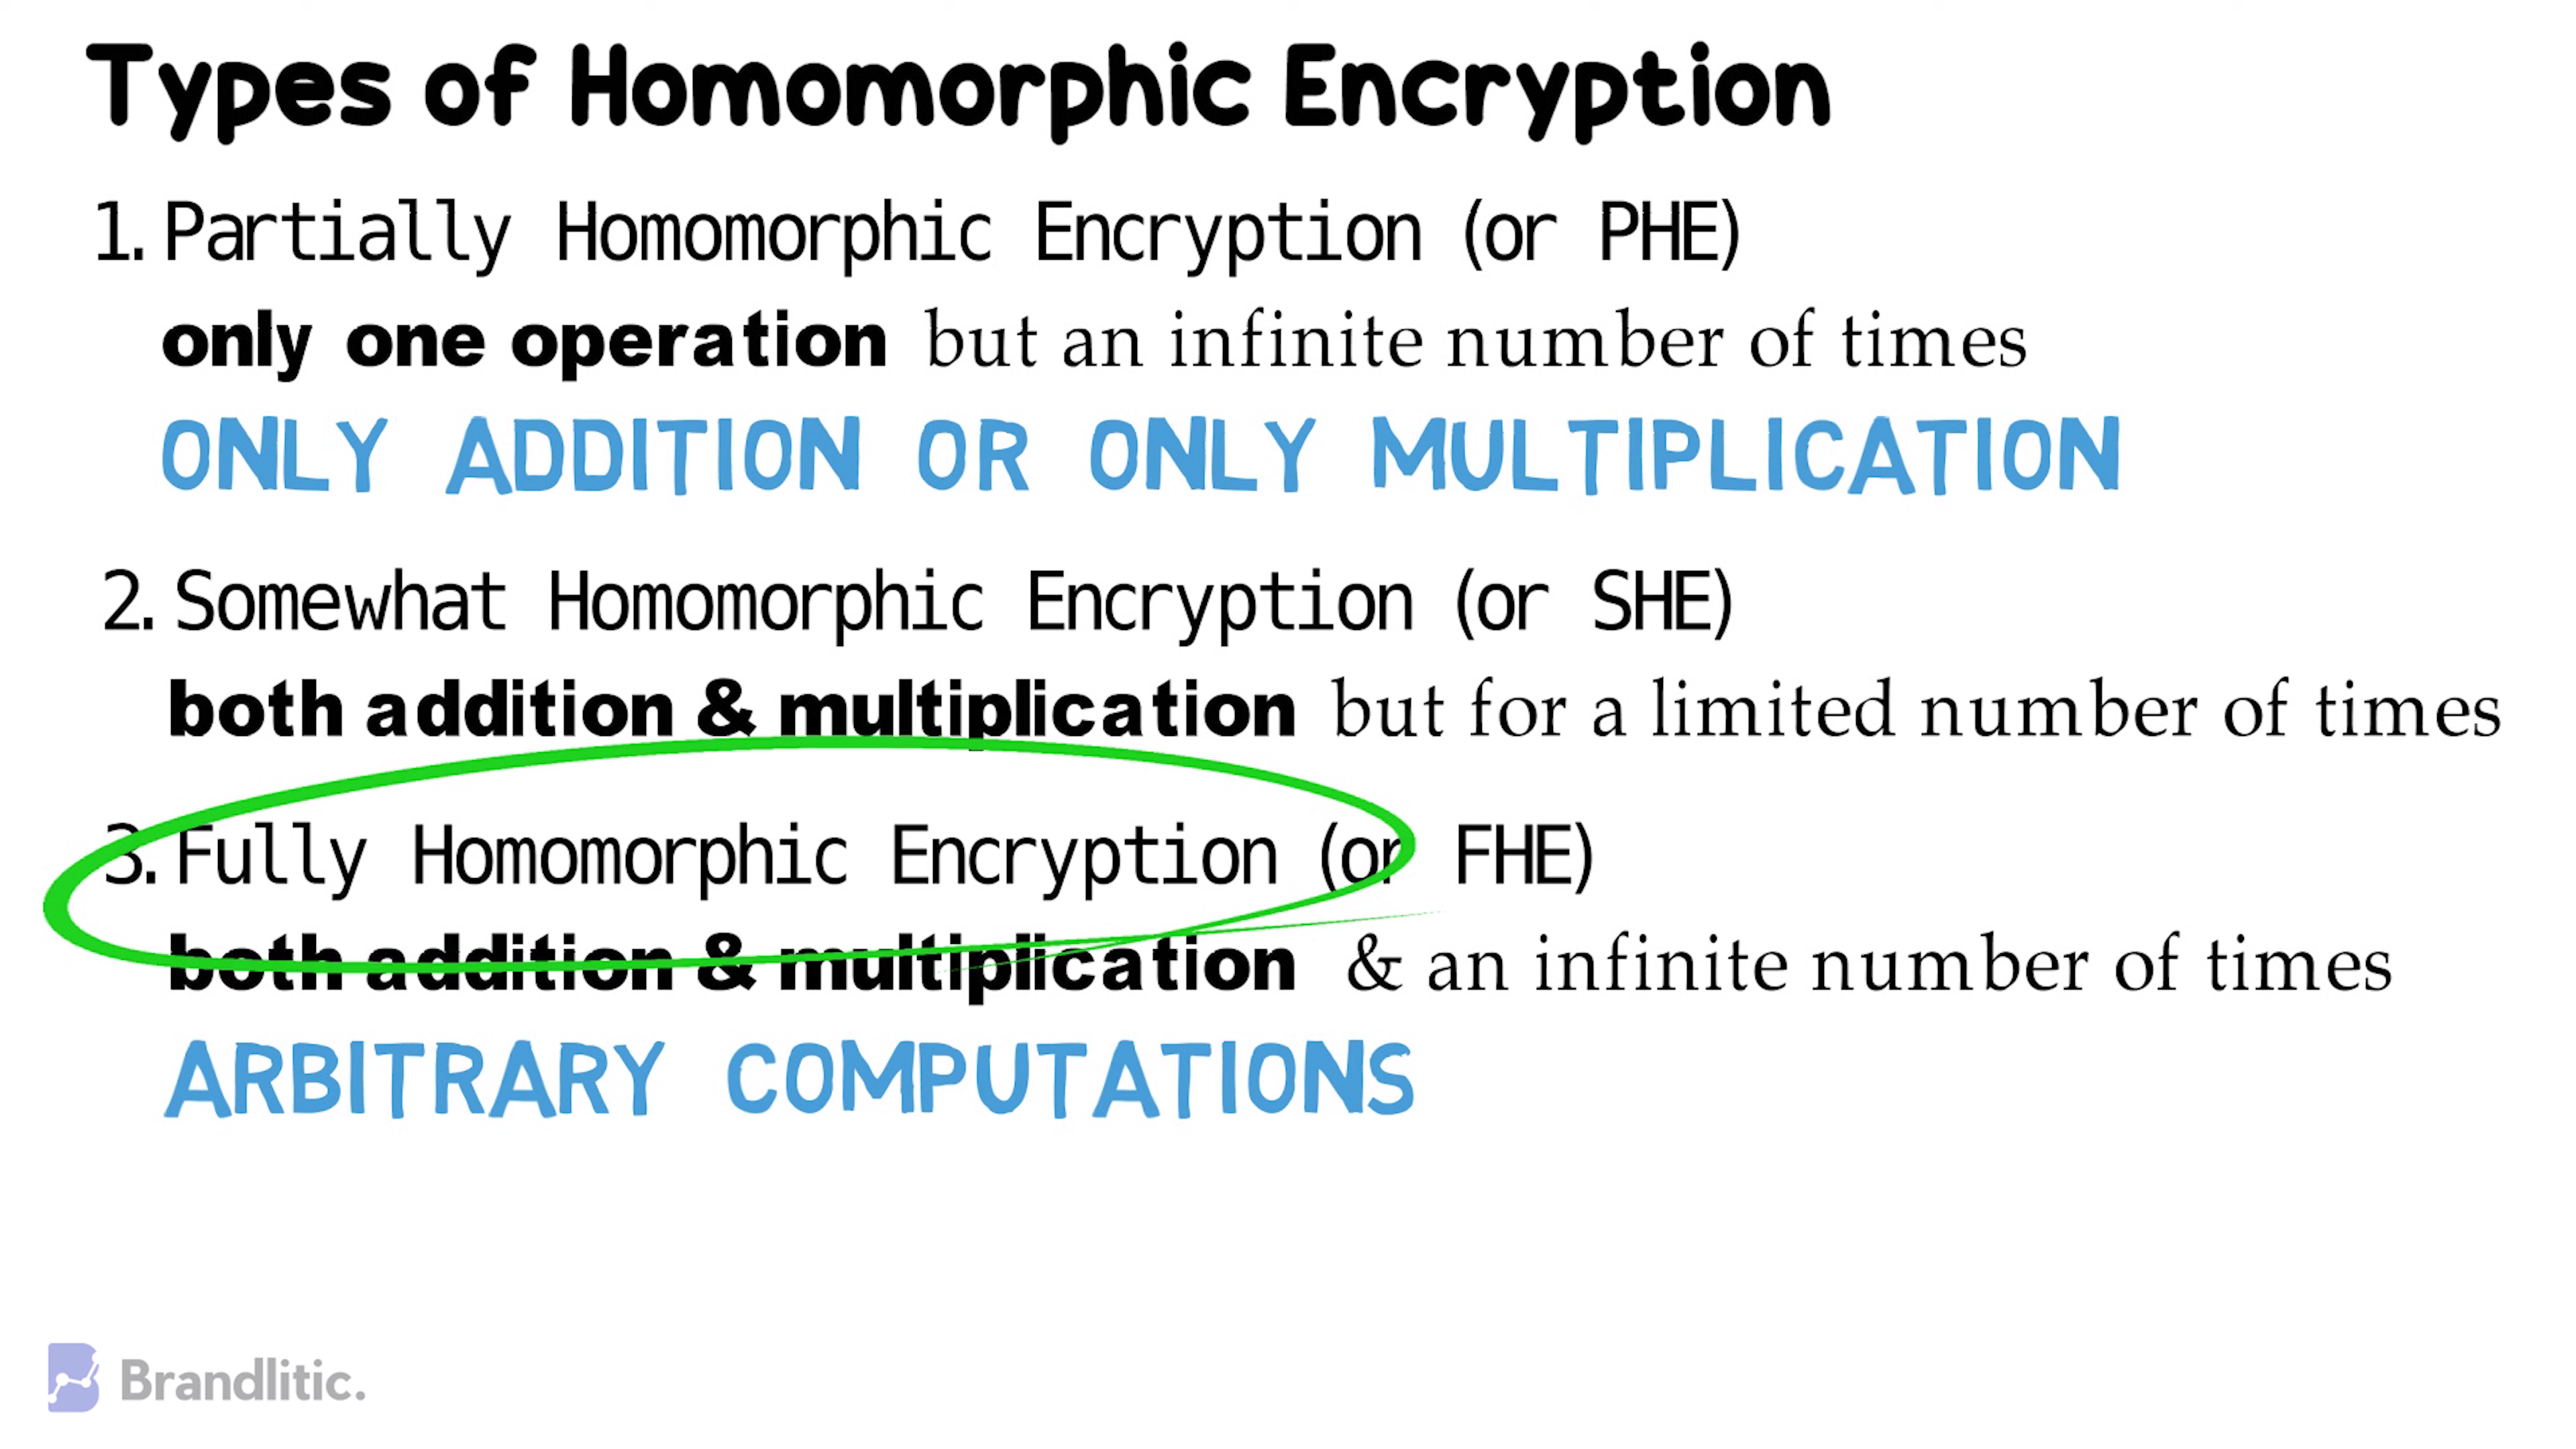 Types of Homomorphic Encryption
1. Partially Homomorphic Encryption (or PHE)
only one operation but an infinite number of times
ONLY ADDITION OR ONLY MULTIPLICATION
2. Somewhat Homomorphic Encryption (or SHE)
both addition & multiplication but for a limited number of times
3. Fully Homomorphic Encryption (or FHE)
both addition & multiplication & an infinite number of times
ARBITRARY COMPUTATIONS
Brandlitic.